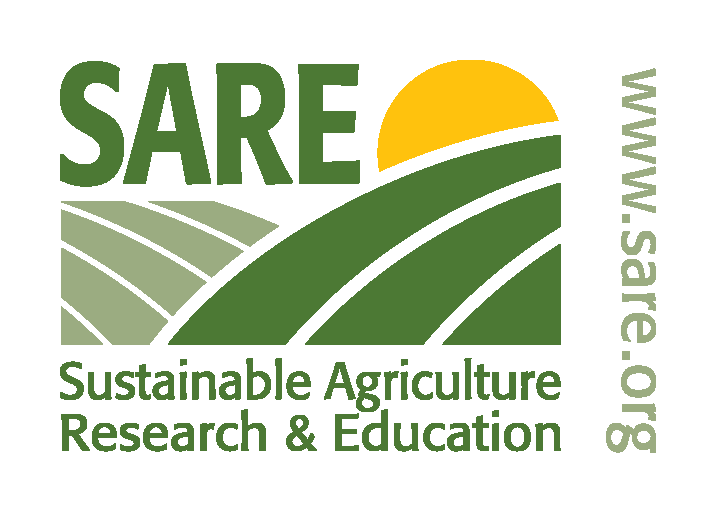 SARE
Sustainable Agriculture
Research & Education
www.sare.org